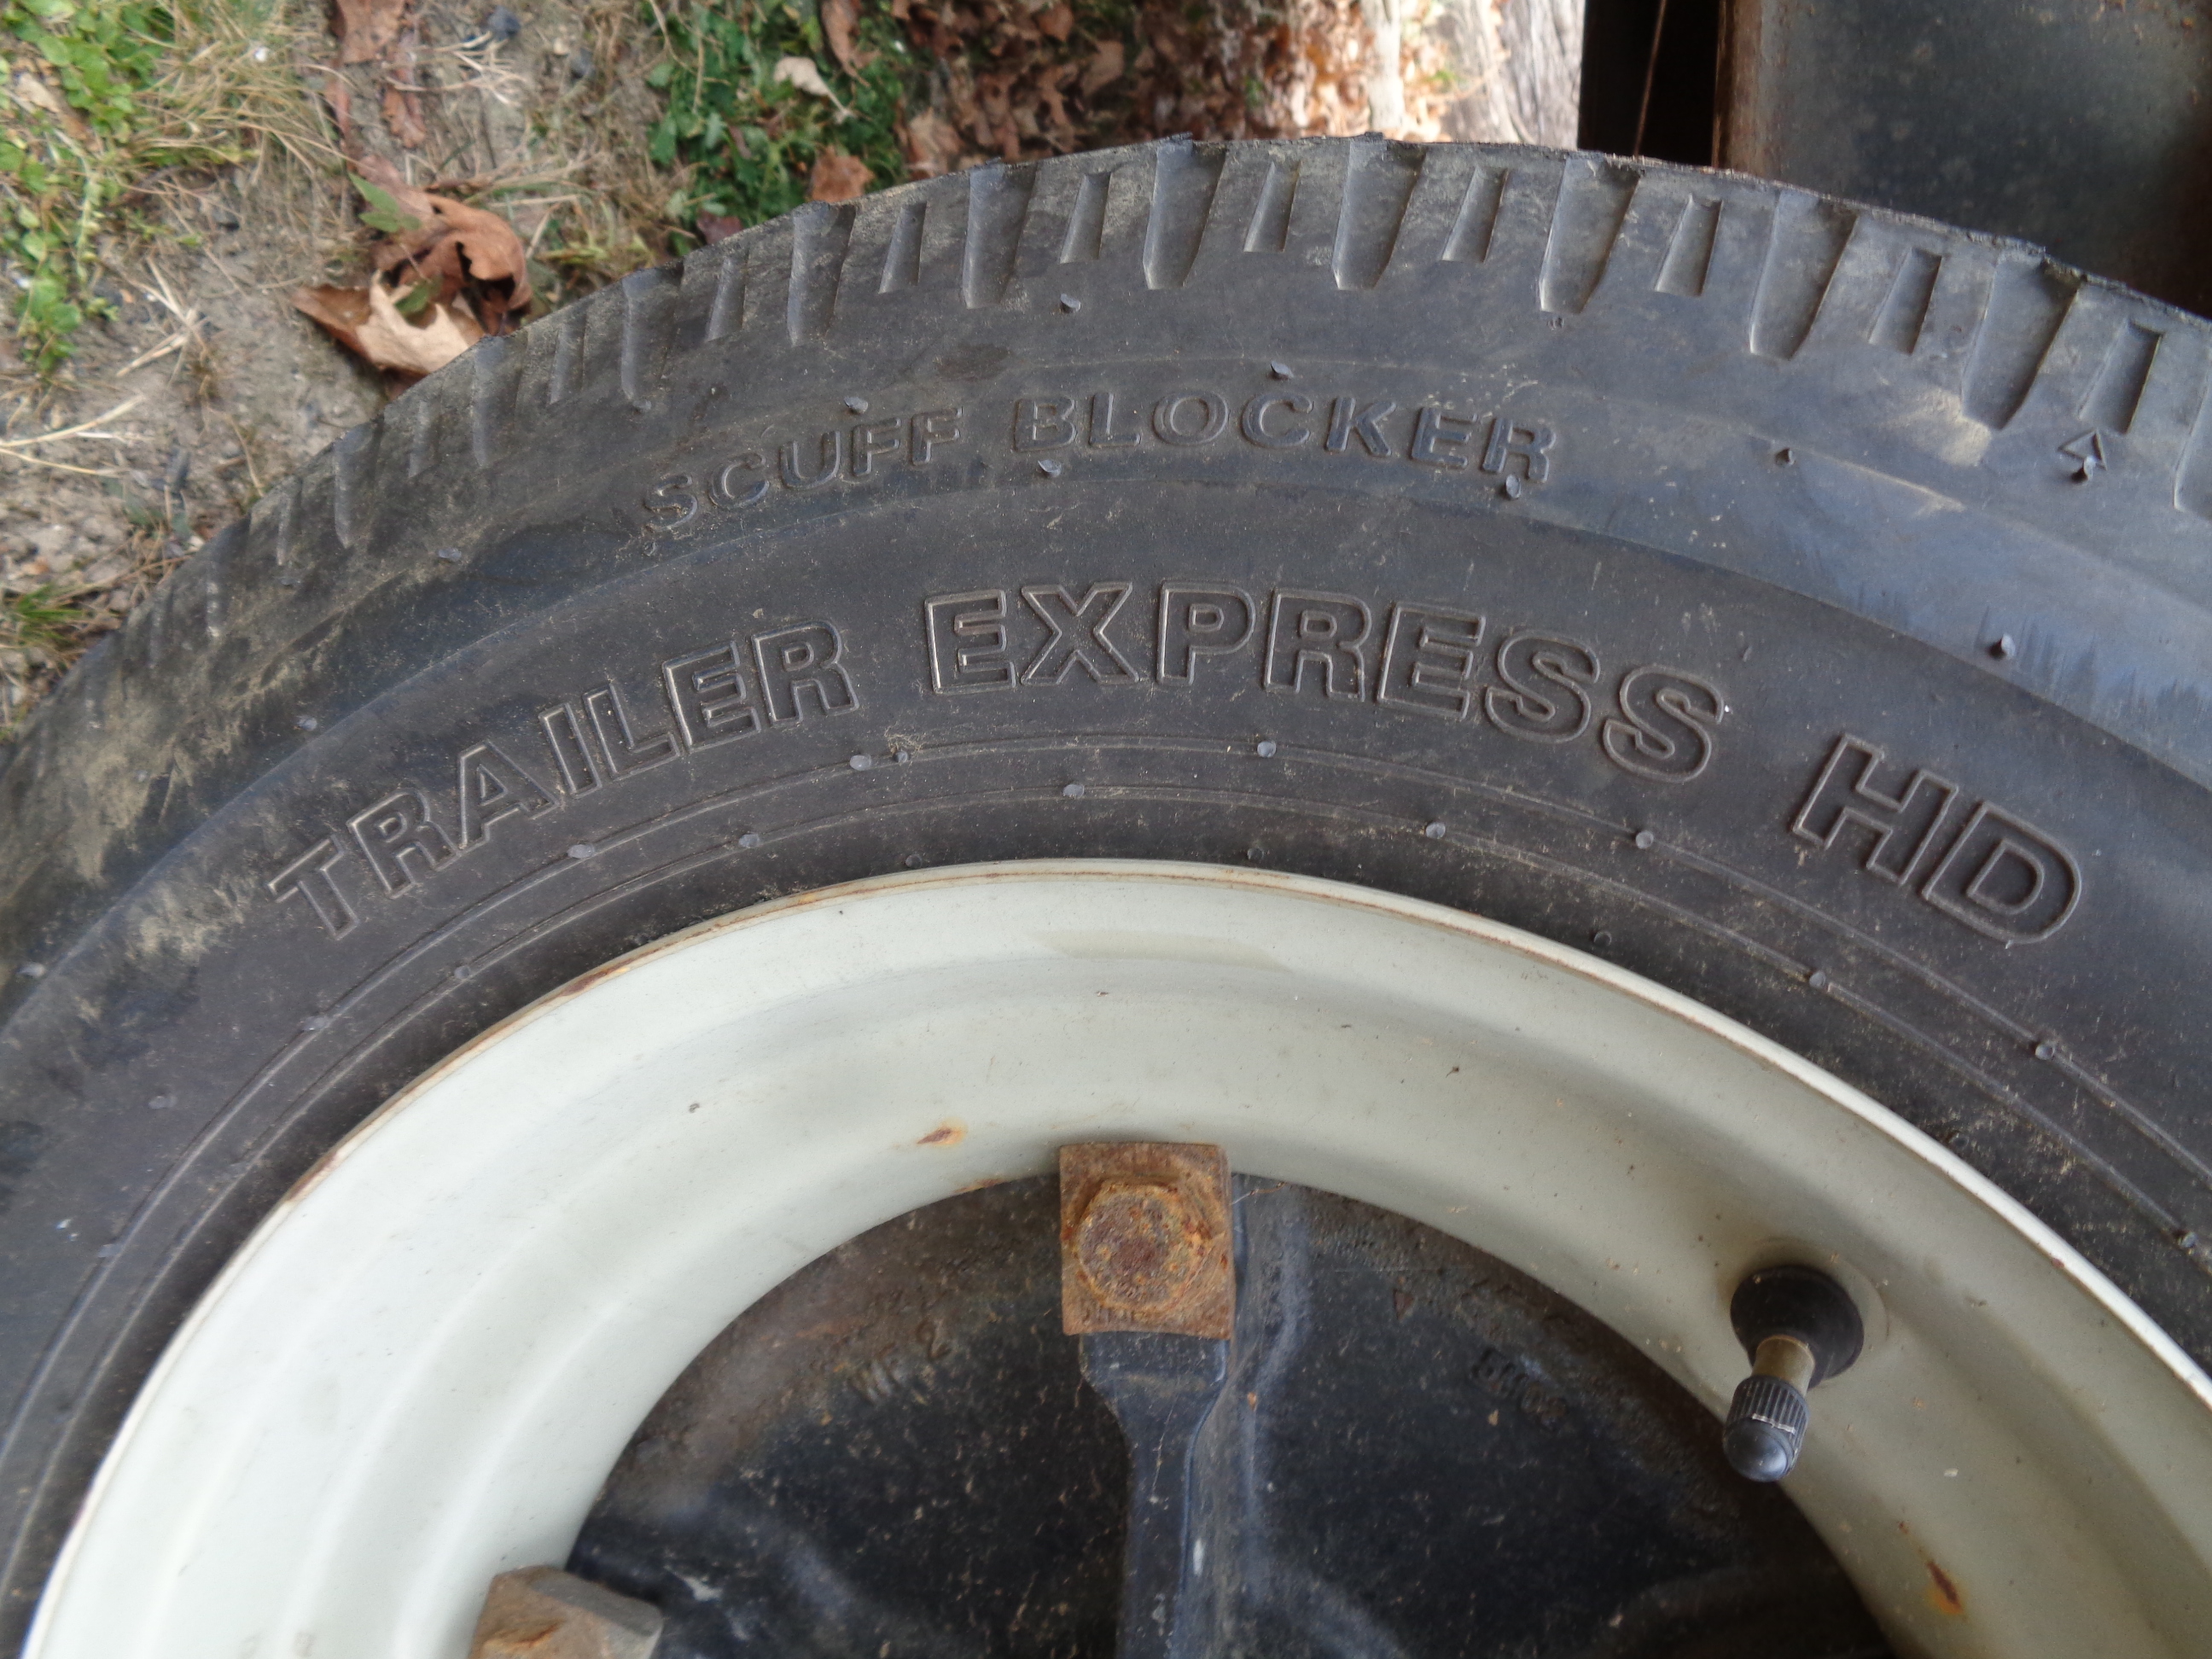 SCUFF BLOCKER
TRAILER EXPRESS HD